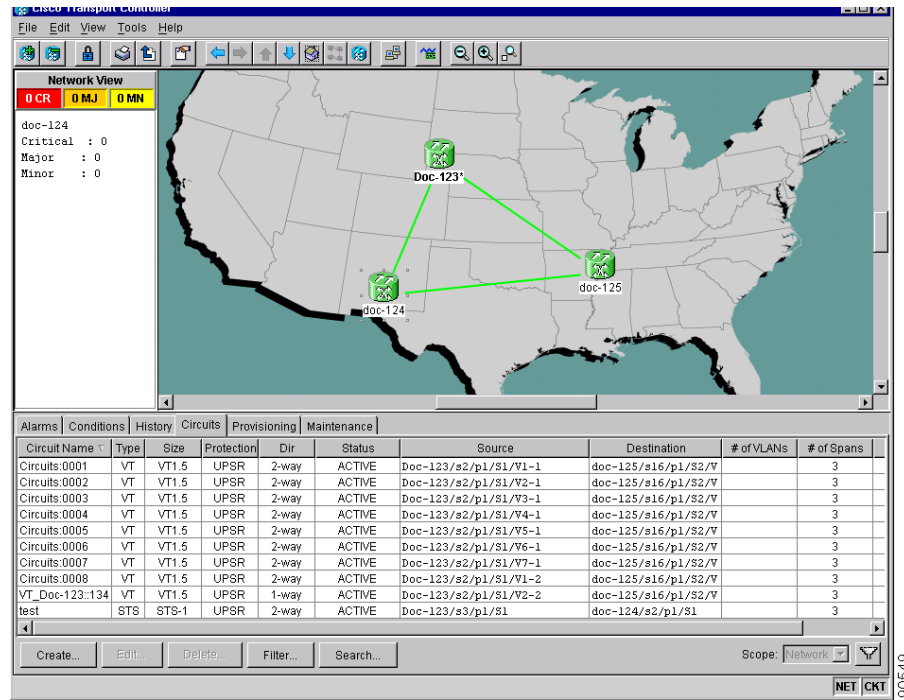 Cisco Transport Controller
File Edit View Tools Help
Network View
0 CR 0 MJ 0 MN
doc-124
Critical : 0
Major : 0
Minor : 0
Doc-123*
doc-125
doc-124
Alarms Conditions History Circuits Provisioning Maintenance
Circuit Name Type Size Protection Dir Status Source Destination # of VLANs # of Spans
Circuits:0001 VT VT1.5 UPSR 2-way ACTIVE Doc-123/s2/p1/S1/V1-1 doc-125/s16/p1/S2/V 3
Circuits:0002 VT VT1.5 UPSR 2-way ACTIVE Doc-123/s2/p1/S1/V2-1 doc-125/s16/p1/S2/V 3
Circuits:0003 VT VT1.5 UPSR 2-way ACTIVE Doc-123/s2/p1/S1/V3-1 doc-125/s16/p1/S2/V 3
Circuits:0004 VT VT1.5 UPSR 2-way ACTIVE Doc-123/s2/p1/S1/V4-1 doc-125/s16/p1/S2/V 3
Circuits:0005 VT VT1.5 UPSR 2-way ACTIVE Doc-123/s2/p1/S1/V5-1 doc-125/s16/p1/S2/V 3
Circuits:0006 VT VT1.5 UPSR 2-way ACTIVE Doc-123/s2/p1/S1/V6-1 doc-125/s16/p1/S2/V 3
Circuits:0007 VT VT1.5 UPSR 2-way ACTIVE Doc-123/s2/p1/S1/V7-1 doc-125/s16/p1/S2/V 3
Circuits:0008 VT VT1.5 UPSR 2-way ACTIVE Doc-123/s2/p1/S1/V1-2 doc-125/s16/p1/S2/V 3
VT_Doc-123::134 VT VT1.5 UPSR 1-way ACTIVE Doc-123/s2/p1/S1/V2-2 doc-125/s16/p1/S2/V 3
test STS STS-1 UPSR 2-way ACTIVE Doc-123/s3/p1/S1 doc-124/s2/p1/S1 3
Create... Edit... Delete... Filter... Search... Scope: Network
NET CKT
90549